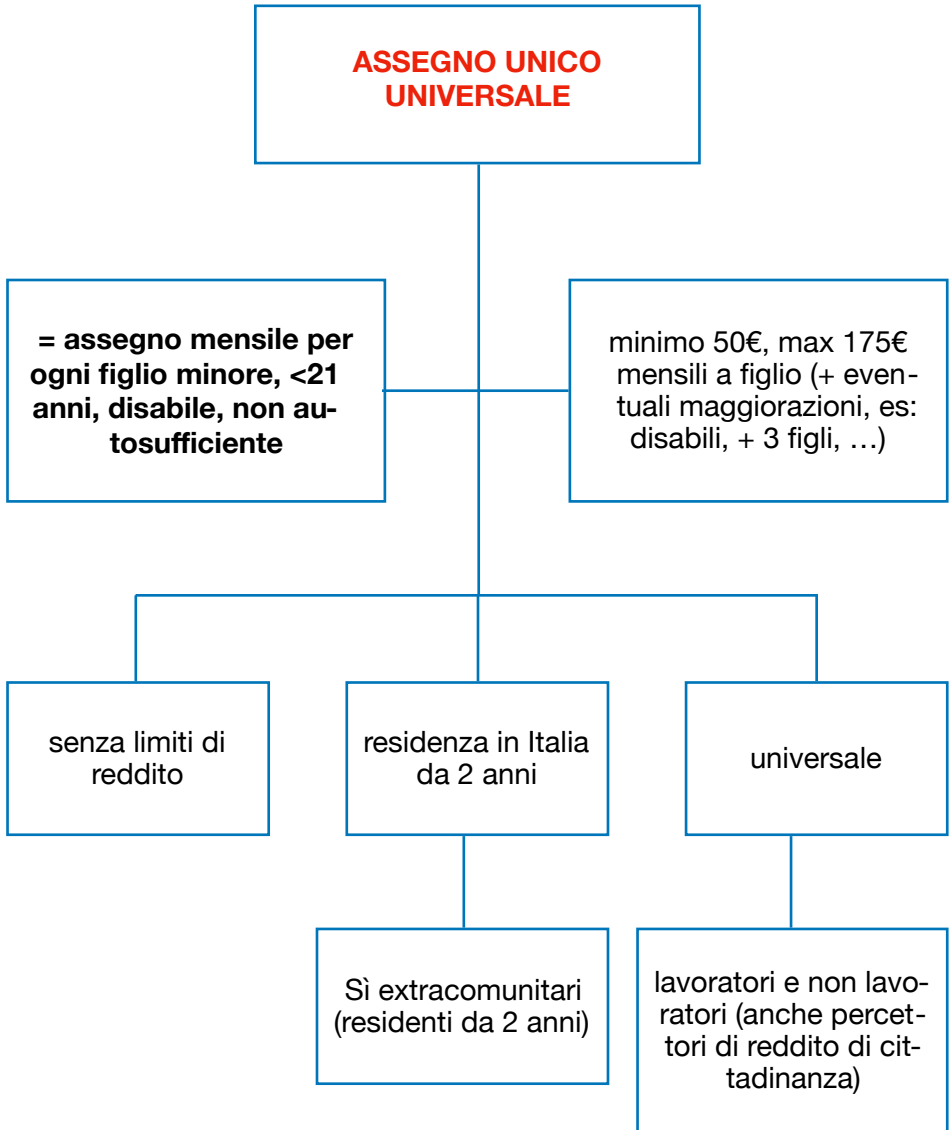 ASSEGNO UNICO
UNIVERSALE
= assegno mensile per
ogni figlio minore, <21
anni, disabile, non au-
tosufficiente
minimo 50€, max 175€
mensili a figlio (+ even-
tuali maggiorazioni, es:
disabili, + 3 figli, …)
senza limiti di
reddito
residenza in Italia
da 2 anni
universale
Sì extracomunitari
(residenti da 2 anni)
lavoratori e non lavo-
ratori (anche percet-
tori di reddito di cit-
tadinanza)